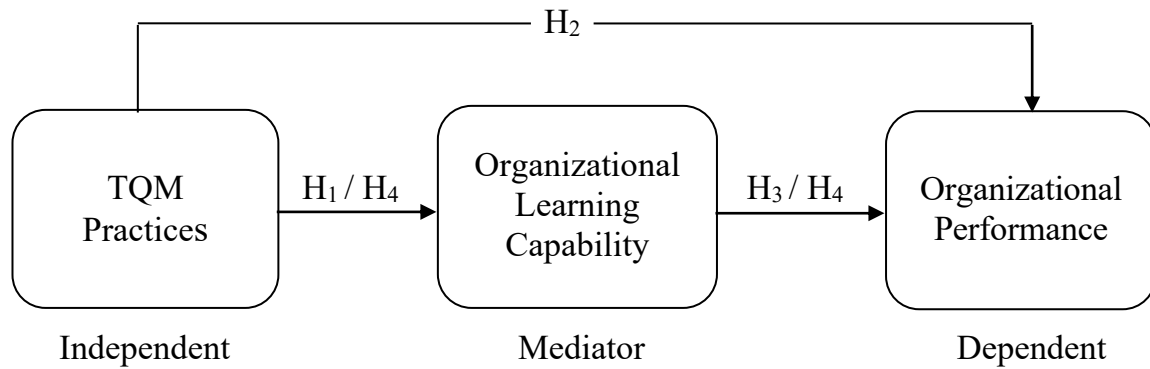 H₂
TQM
Practices
H₁ / H₄
Organizational
Learning
Capability
H₃ / H₄
Organizational
Performance
Independent
Mediator
Dependent